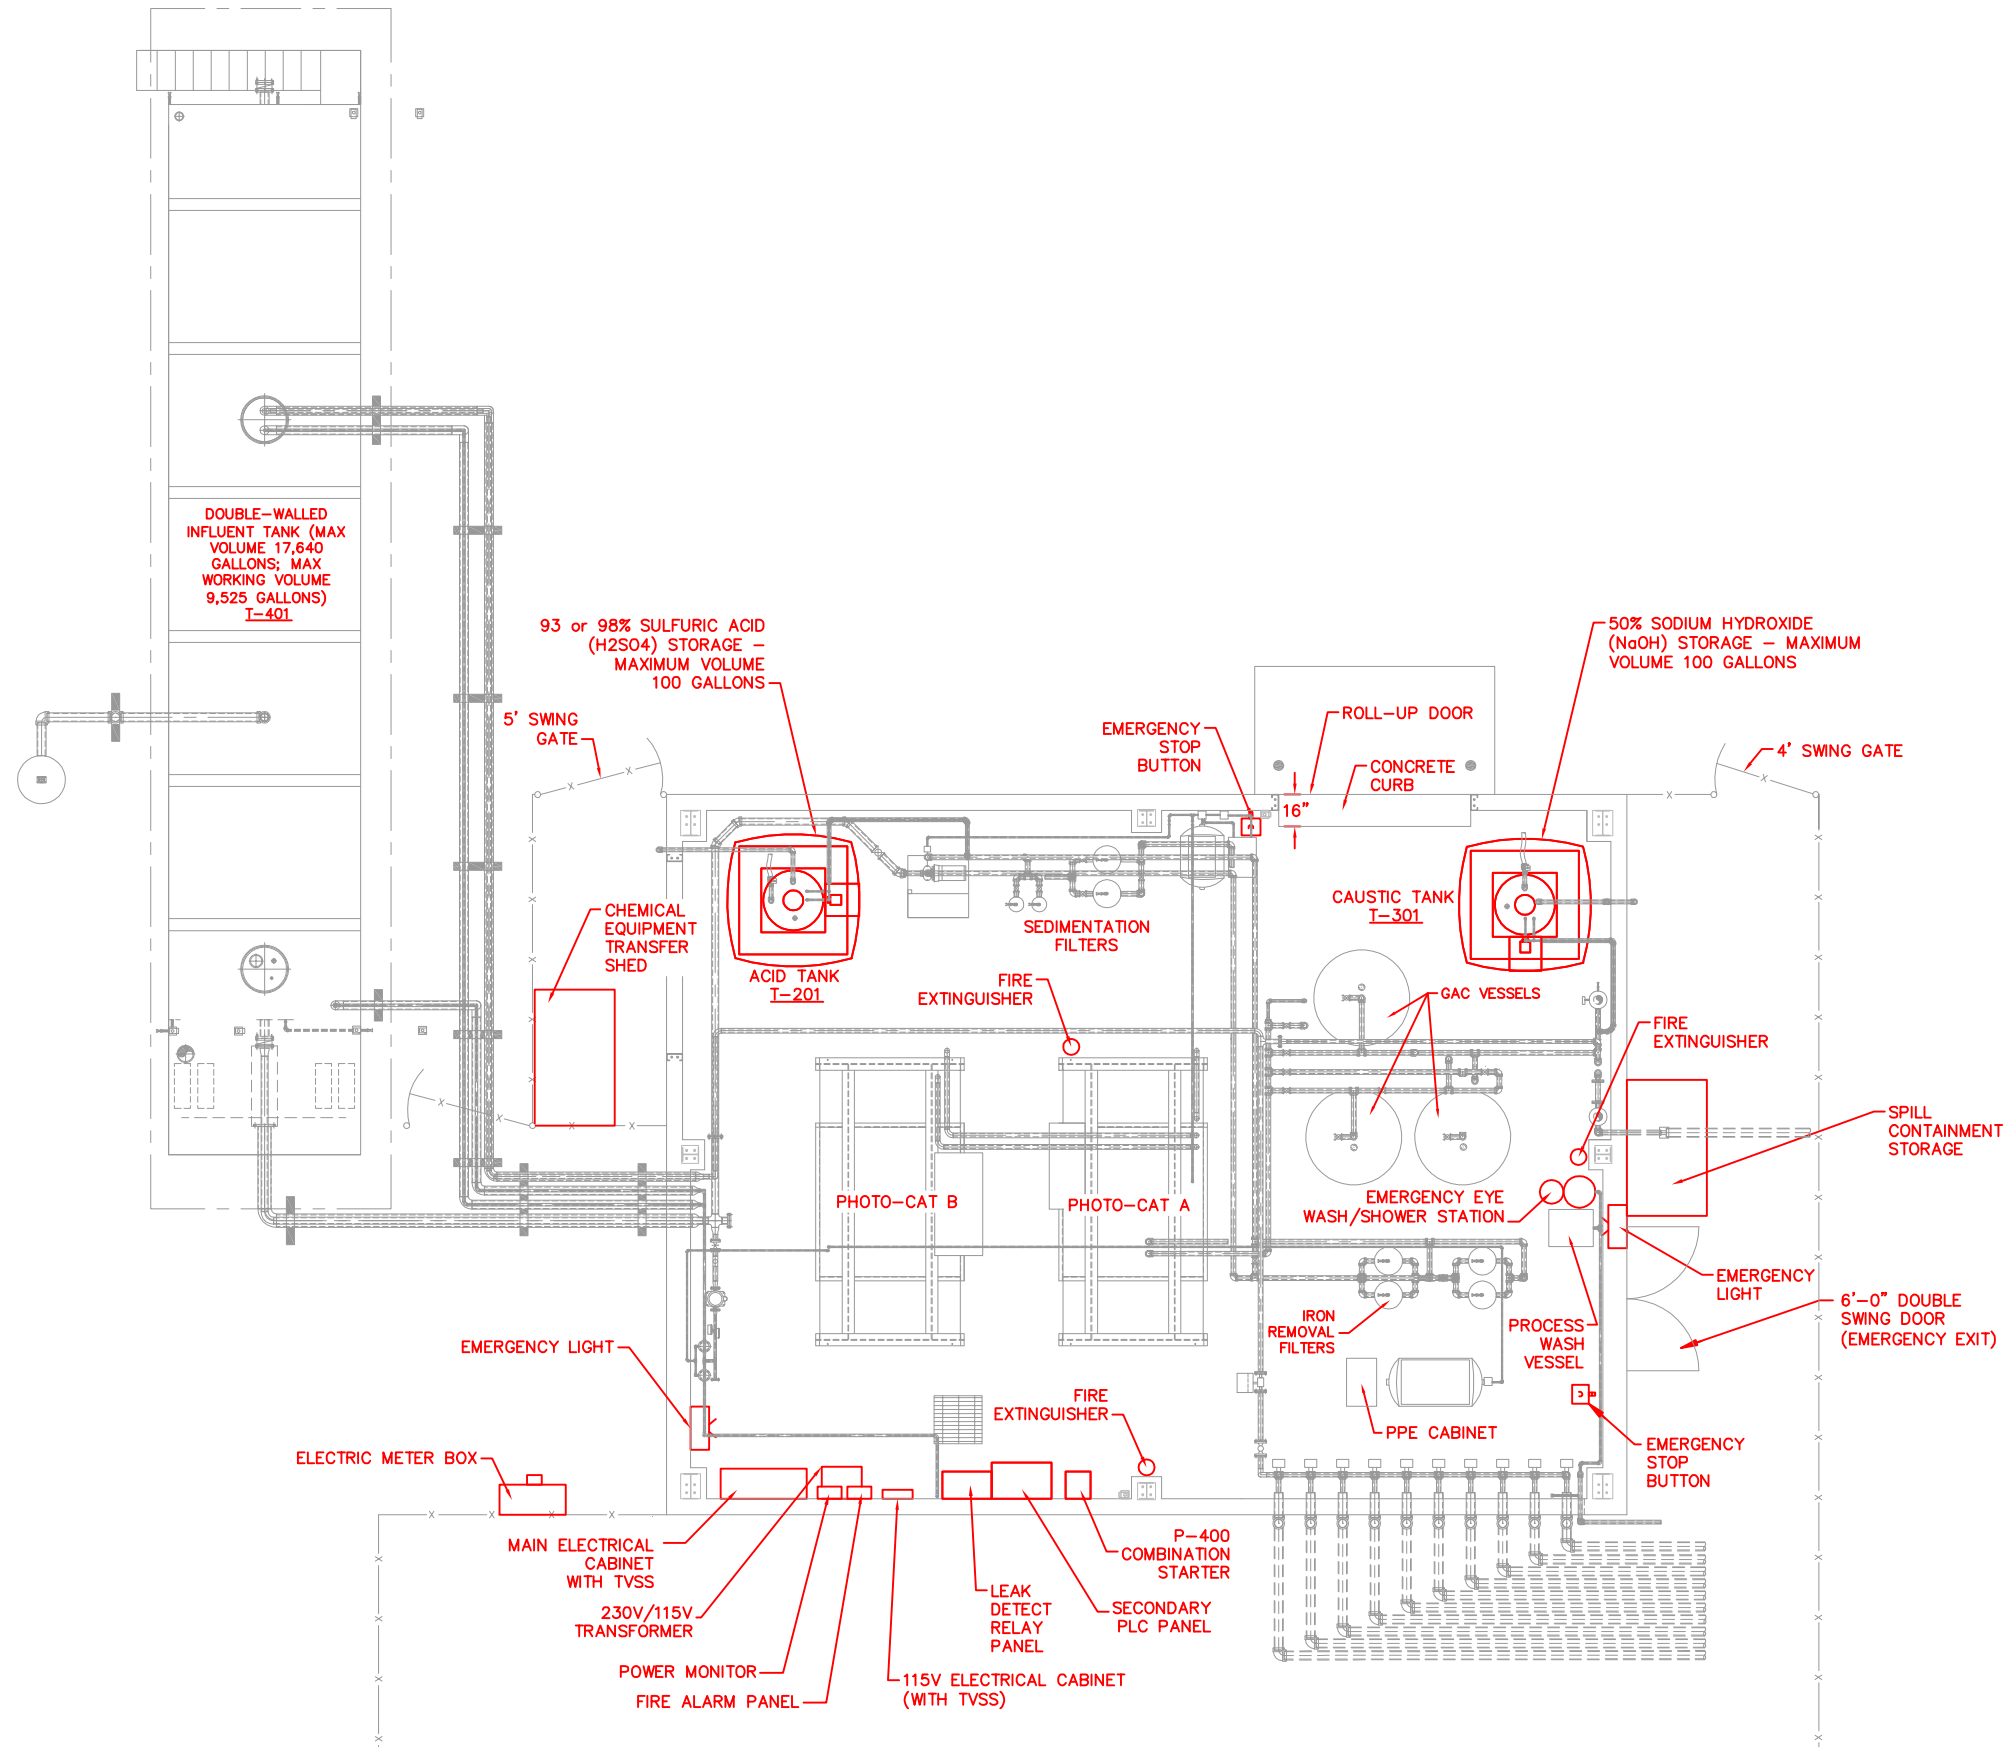 DOUBLE-WALLED
INFLUENT TANK (MAX
VOLUME 17,640
GALLONS; MAX
WORKING VOLUME
9,525 GALLONS)
T-401
93 or 98% SULFURIC ACID
(H2SO4) STORAGE -
MAXIMUM VOLUME
100 GALLONS
50% SODIUM HYDROXIDE
(NaOH) STORAGE - MAXIMUM
VOLUME 100 GALLONS
5' SWING
GATE
EMERGENCY
STOP
BUTTON
ROLL-UP DOOR
CONCRETE
CURB
16"
4' SWING GATE
CHEMICAL
EQUIPMENT
TRANSFER
SHED
ACID TANK
T-201
SEDIMENTATION
FILTERS
CAUSTIC TANK
T-301
FIRE
EXTINGUISHER
GAC VESSELS
FIRE
EXTINGUISHER
SPILL
CONTAINMENT
STORAGE
PHOTO-CAT B
PHOTO-CAT A
EMERGENCY EYE
WASH/SHOWER STATION
EMERGENCY
LIGHT
6'-0" DOUBLE
SWING DOOR
(EMERGENCY EXIT)
IRON
REMOVAL
FILTERS
PROCESS
WASH
VESSEL
EMERGENCY LIGHT
FIRE
EXTINGUISHER
PPE CABINET
EMERGENCY
STOP
BUTTON
ELECTRIC METER BOX
MAIN ELECTRICAL
CABINET
WITH TVSS
230V/115V
TRANSFORMER
POWER MONITOR
FIRE ALARM PANEL
115V ELECTRICAL CABINET
(WITH TVSS)
LEAK
DETECT
RELAY
PANEL
SECONDARY
PLC PANEL
P-400
COMBINATION
STARTER